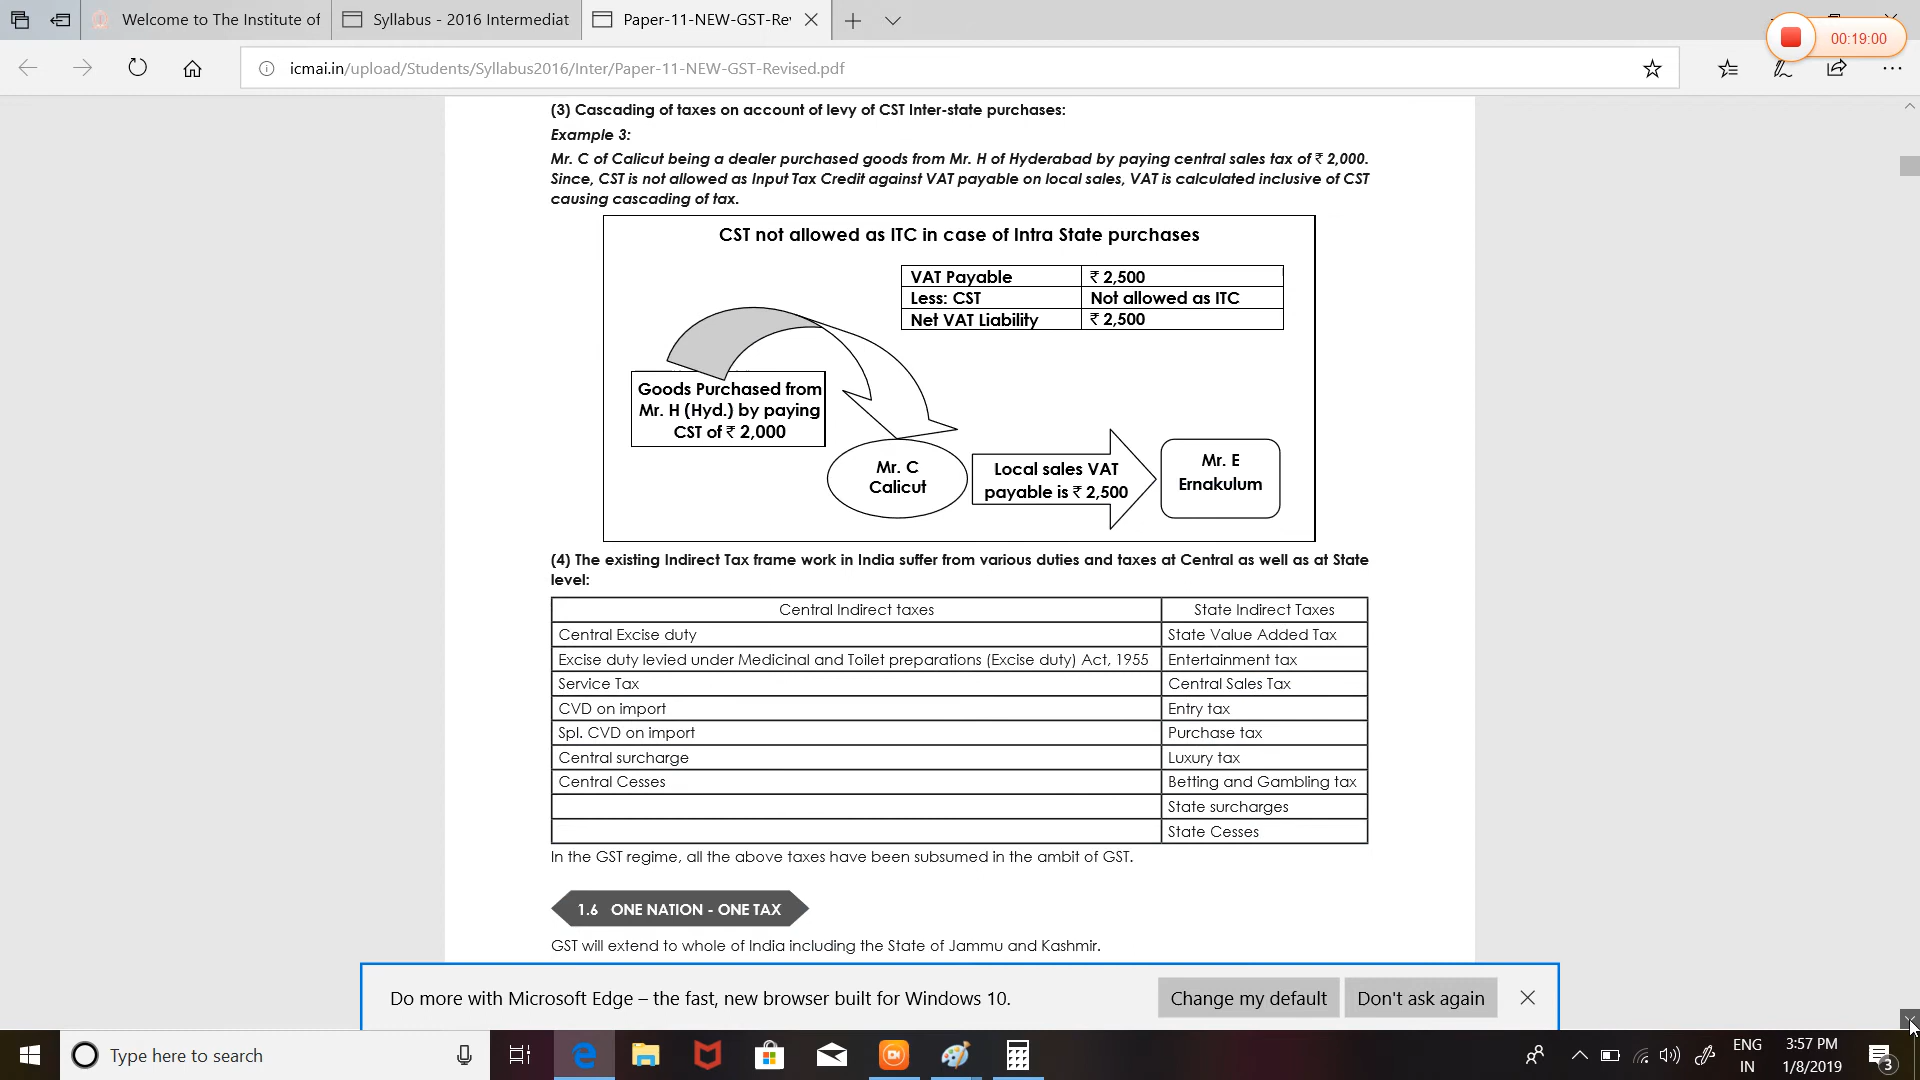 Welcome to The Institute of
Syllabus - 2016 Intermediat
Paper-11-NEW-GST-Re
00:19:00
icmai.in/upload/Students/Syllabus2016/Inter/Paper-11-NEW-GST-Revised.pdf
(3) Cascading of taxes on account of levy of CST Inter-state purchases:
Example 3:
Mr. C of Calicut being a dealer purchased goods from Mr. H of Hyderabad by paying central sales tax of ₹ 2,000.
Since, CST is not allowed as Input Tax Credit against VAT payable on local sales, VAT is calculated inclusive of CST
causing cascading of tax.
CST not allowed as ITC in case of Intra State purchases
VAT Payable ₹ 2,500
Less: CST Not allowed as ITC
Net VAT Liability ₹ 2,500
Goods Purchased from
Mr. H (Hyd.) by paying
CST of ₹ 2,000
Mr. C
Calicut
Local sales VAT
payable is ₹ 2,500
Mr. E
Ernakulum
(4) The existing Indirect Tax frame work in India suffer from various duties and taxes at Central as well as at State
level:
Central Indirect taxes State Indirect Taxes
Central Excise duty State Value Added Tax
Excise duty levied under Medicinal and Toilet preparations (Excise duty) Act, 1955 Entertainment tax
Service Tax Central Sales Tax
CVD on import Entry tax
Spl. CVD on import Purchase tax
Central surcharge Luxury tax
Central Cesses Betting and Gambling tax
State surcharges
State Cesses
In the GST regime, all the above taxes have been subsumed in the ambit of GST.
1.6 ONE NATION - ONE TAX
GST will extend to whole of India including the State of Jammu and Kashmir.
Do more with Microsoft Edge – the fast, new browser built for Windows 10.
Change my default
Don't ask again
Type here to search
ENG
IN
3:57 PM
1/8/2019
3